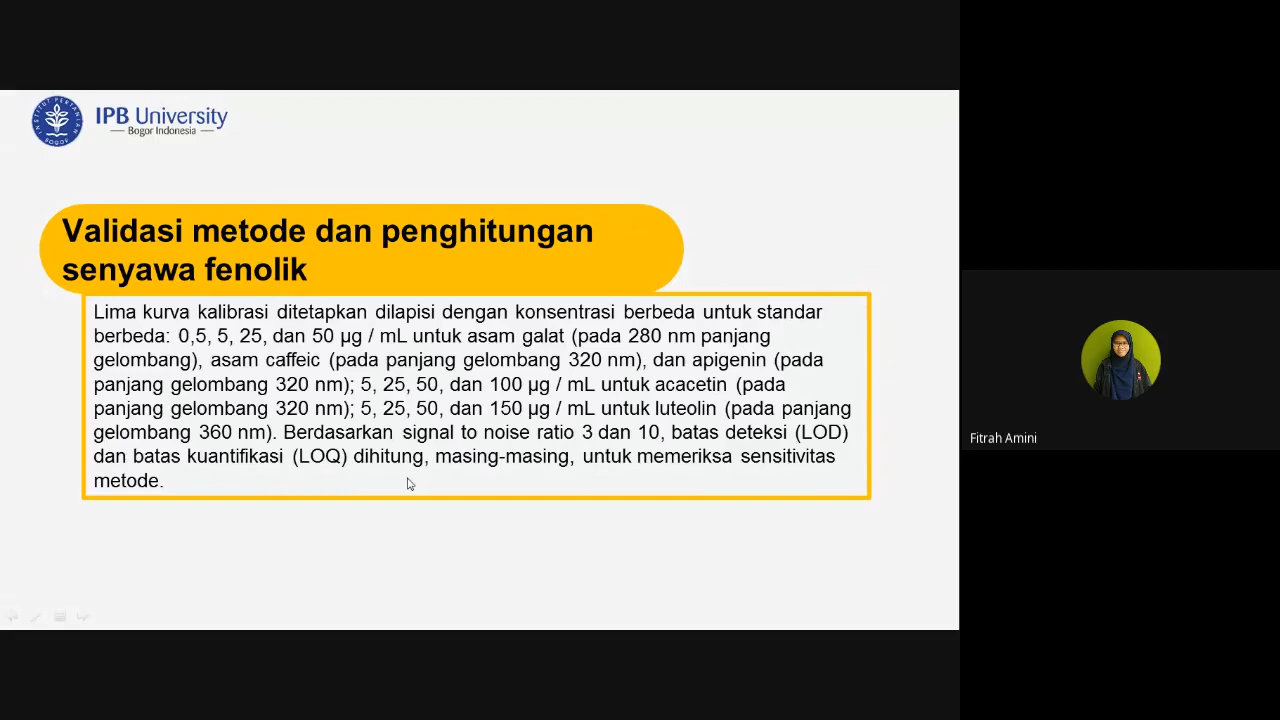 INSTITUT PERTANIAN BOGOR
IPB University
Bogor Indonesia
Validasi metode dan penghitungan
senyawa fenolik
Lima kurva kalibrasi ditetapkan dilapisi dengan konsentrasi berbeda untuk standar
berbeda: 0,5, 5, 25, dan 50 µg / mL untuk asam galat (pada 280 nm panjang
gelombang), asam caffeic (pada panjang gelombang 320 nm), dan apigenin (pada
panjang gelombang 320 nm); 5, 25, 50, dan 100 µg / mL untuk acacetin (pada
panjang gelombang 320 nm); 5, 25, 50, dan 150 µg / mL untuk luteolin (pada panjang
gelombang 360 nm). Berdasarkan signal to noise ratio 3 dan 10, batas deteksi (LOD)
dan batas kuantifikasi (LOQ) dihitung, masing-masing, untuk memeriksa sensitivitas
metode.
Fitrah Amini